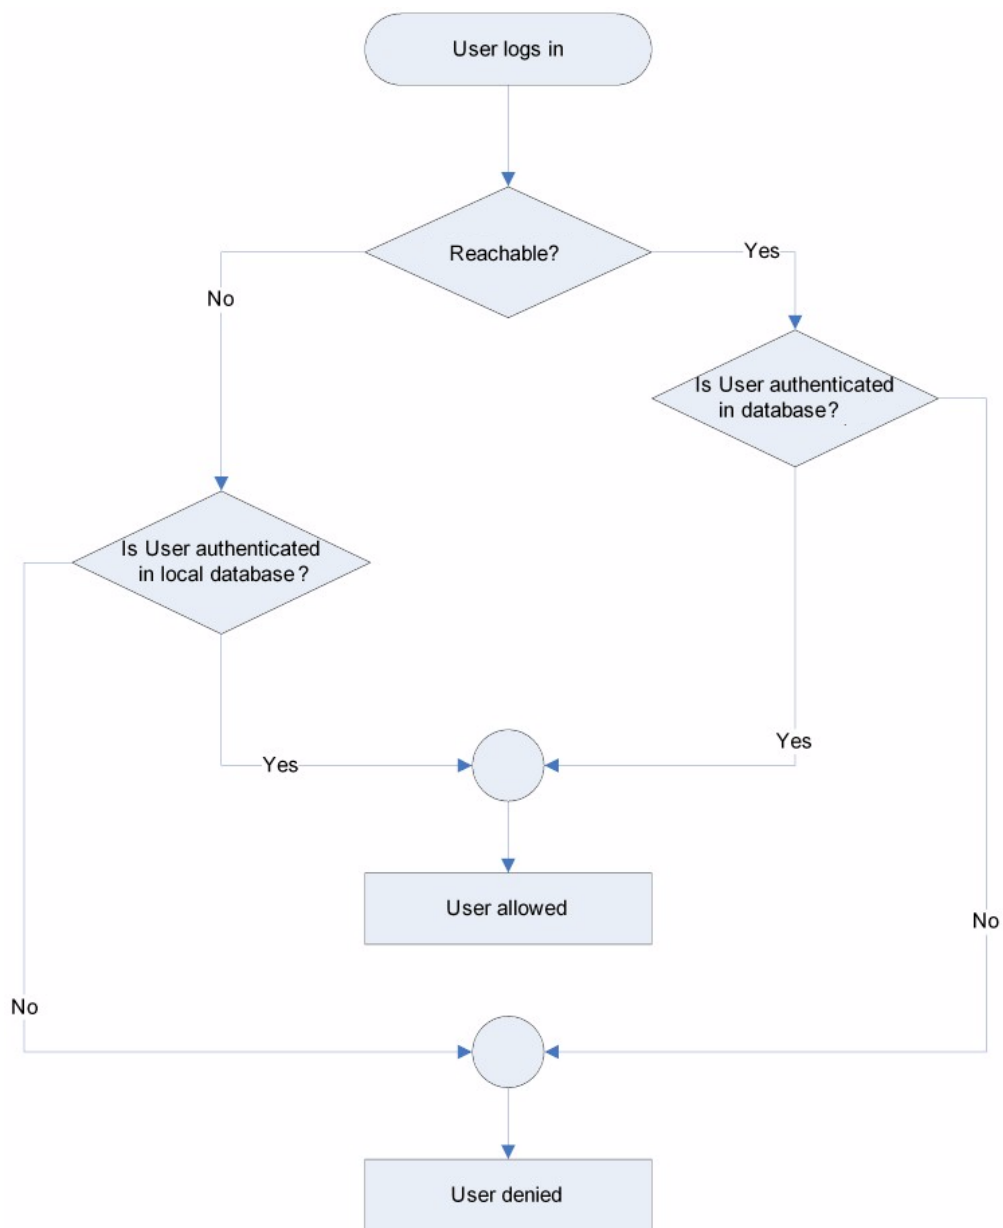 User logs in
Reachable?
Yes
No
Is User authenticated
in database?
Is User authenticated
in local database?
Yes
Yes
User allowed
No
No
User denied